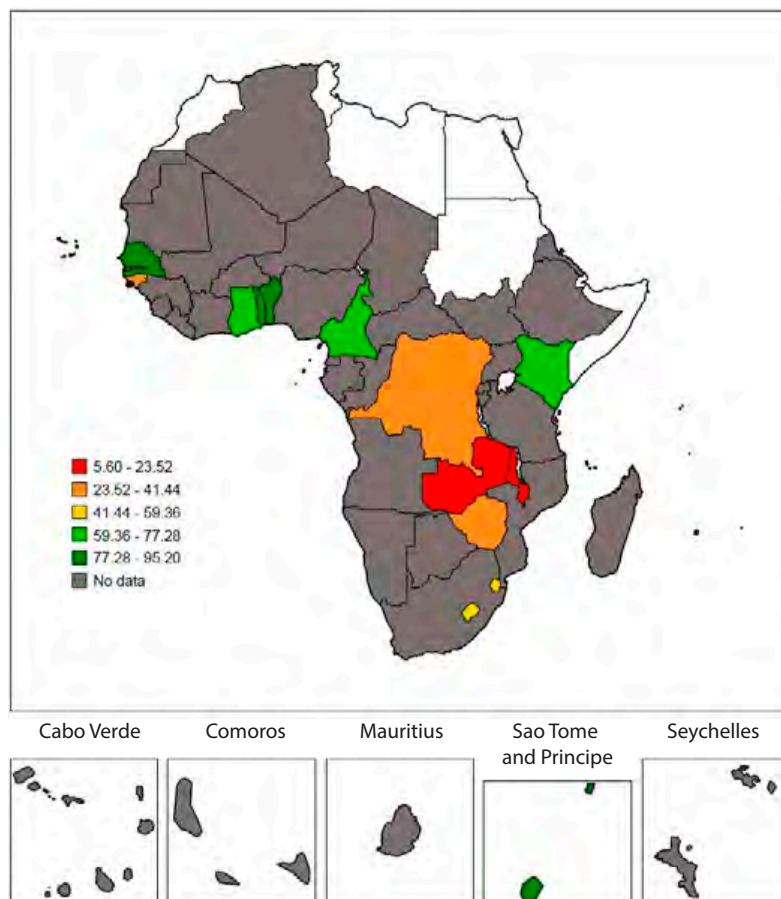 5.60 - 23.52
23.52 - 41.44
41.44 - 59.36
59.36 - 77.28
77.28 - 95.20
No data
Cabo Verde
Comoros
Mauritius
Sao Tome
and Principe
Seychelles